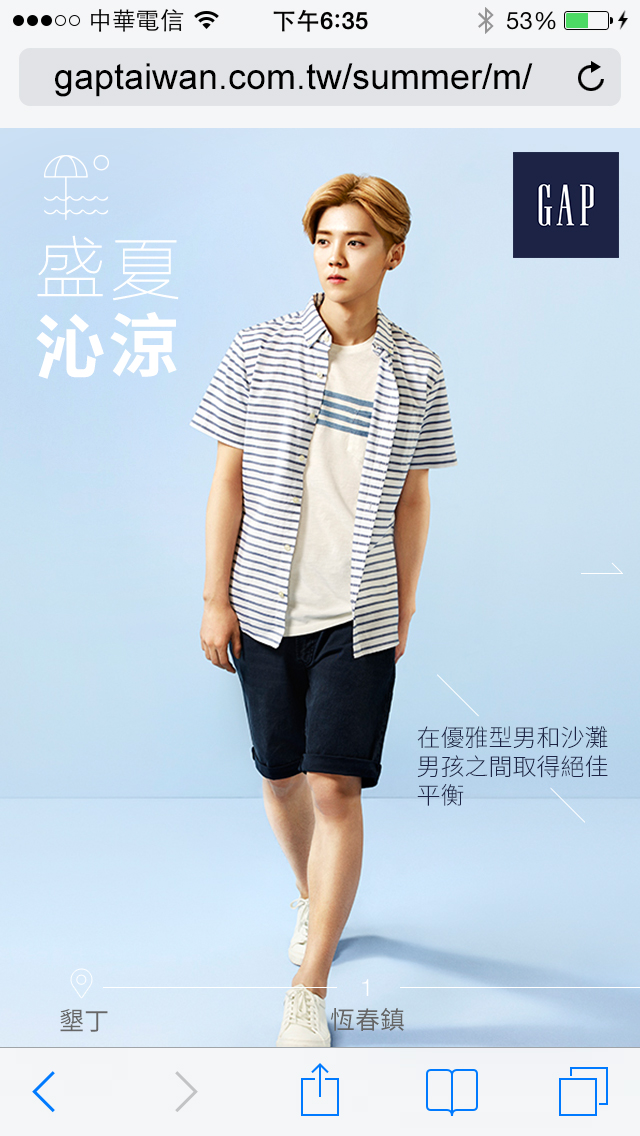 中華電信
下午6:35
53%
gaptaiwan.com.tw/summer/m/
盛夏
沁涼
GAP
在優雅型男和沙灘
男孩之間取得絕佳
平衡
1
墾丁
恆春鎮